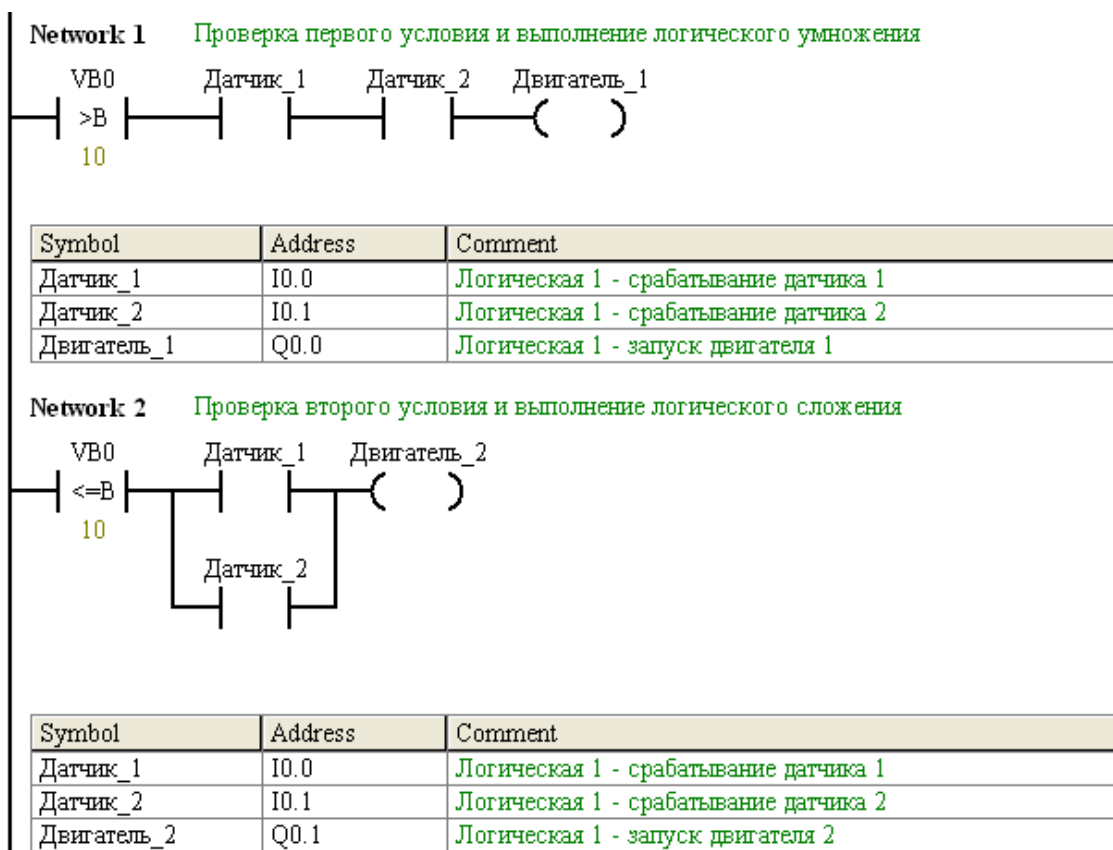 Network 1 Проверка первого условия и выполнение логического умножения
VB0 Датчик_1 Датчик_2 Двигатель_1
>B
10
Symbol Address Comment
Датчик_1 I0.0 Логическая 1 - срабатывание датчика 1
Датчик_2 I0.1 Логическая 1 - срабатывание датчика 2
Двигатель_1 Q0.0 Логическая 1 - запуск двигателя 1
Network 2 Проверка второго условия и выполнение логического сложения
VB0 Датчик_1 Двигатель_2
<=B
10
Датчик_2
Symbol Address Comment
Датчик_1 I0.0 Логическая 1 - срабатывание датчика 1
Датчик_2 I0.1 Логическая 1 - срабатывание датчика 2
Двигатель_2 Q0.1 Логическая 1 - запуск двигателя 2